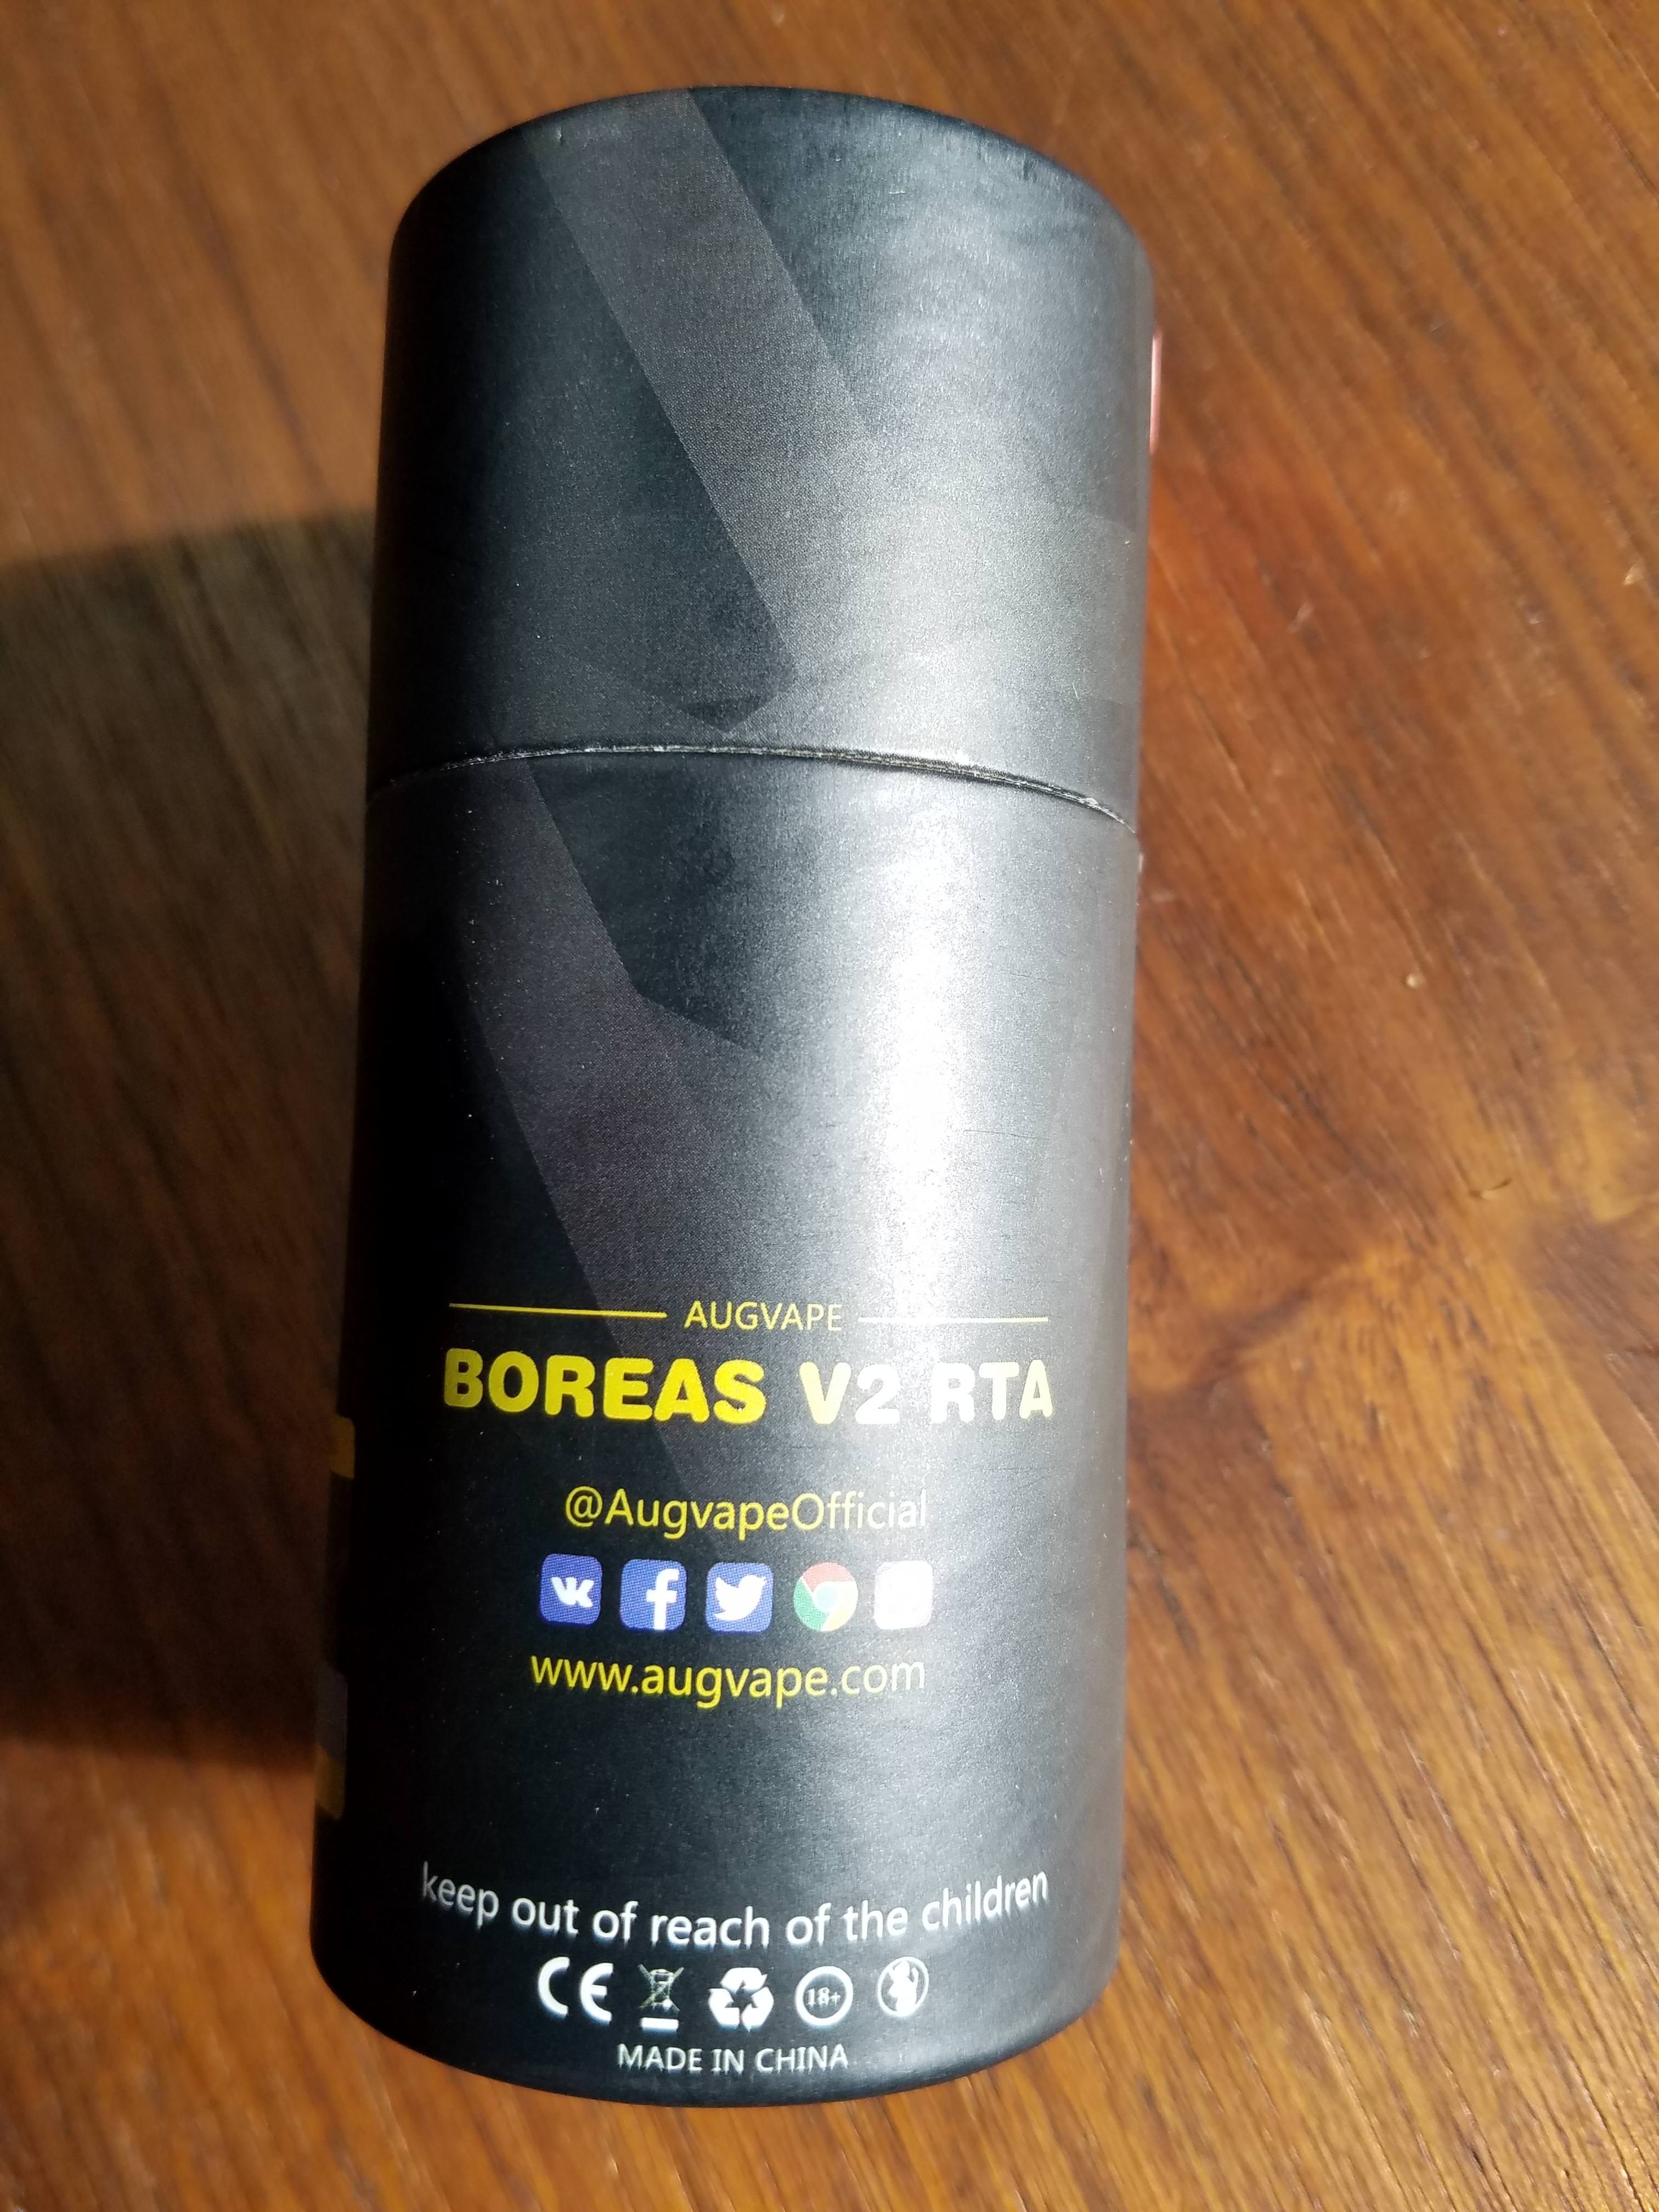 AUGVAPE
BOREAS V2 RTA
@AugvapeOfficial
www.augvape.com
keep out of reach of the children
CE 18+
MADE IN CHINA